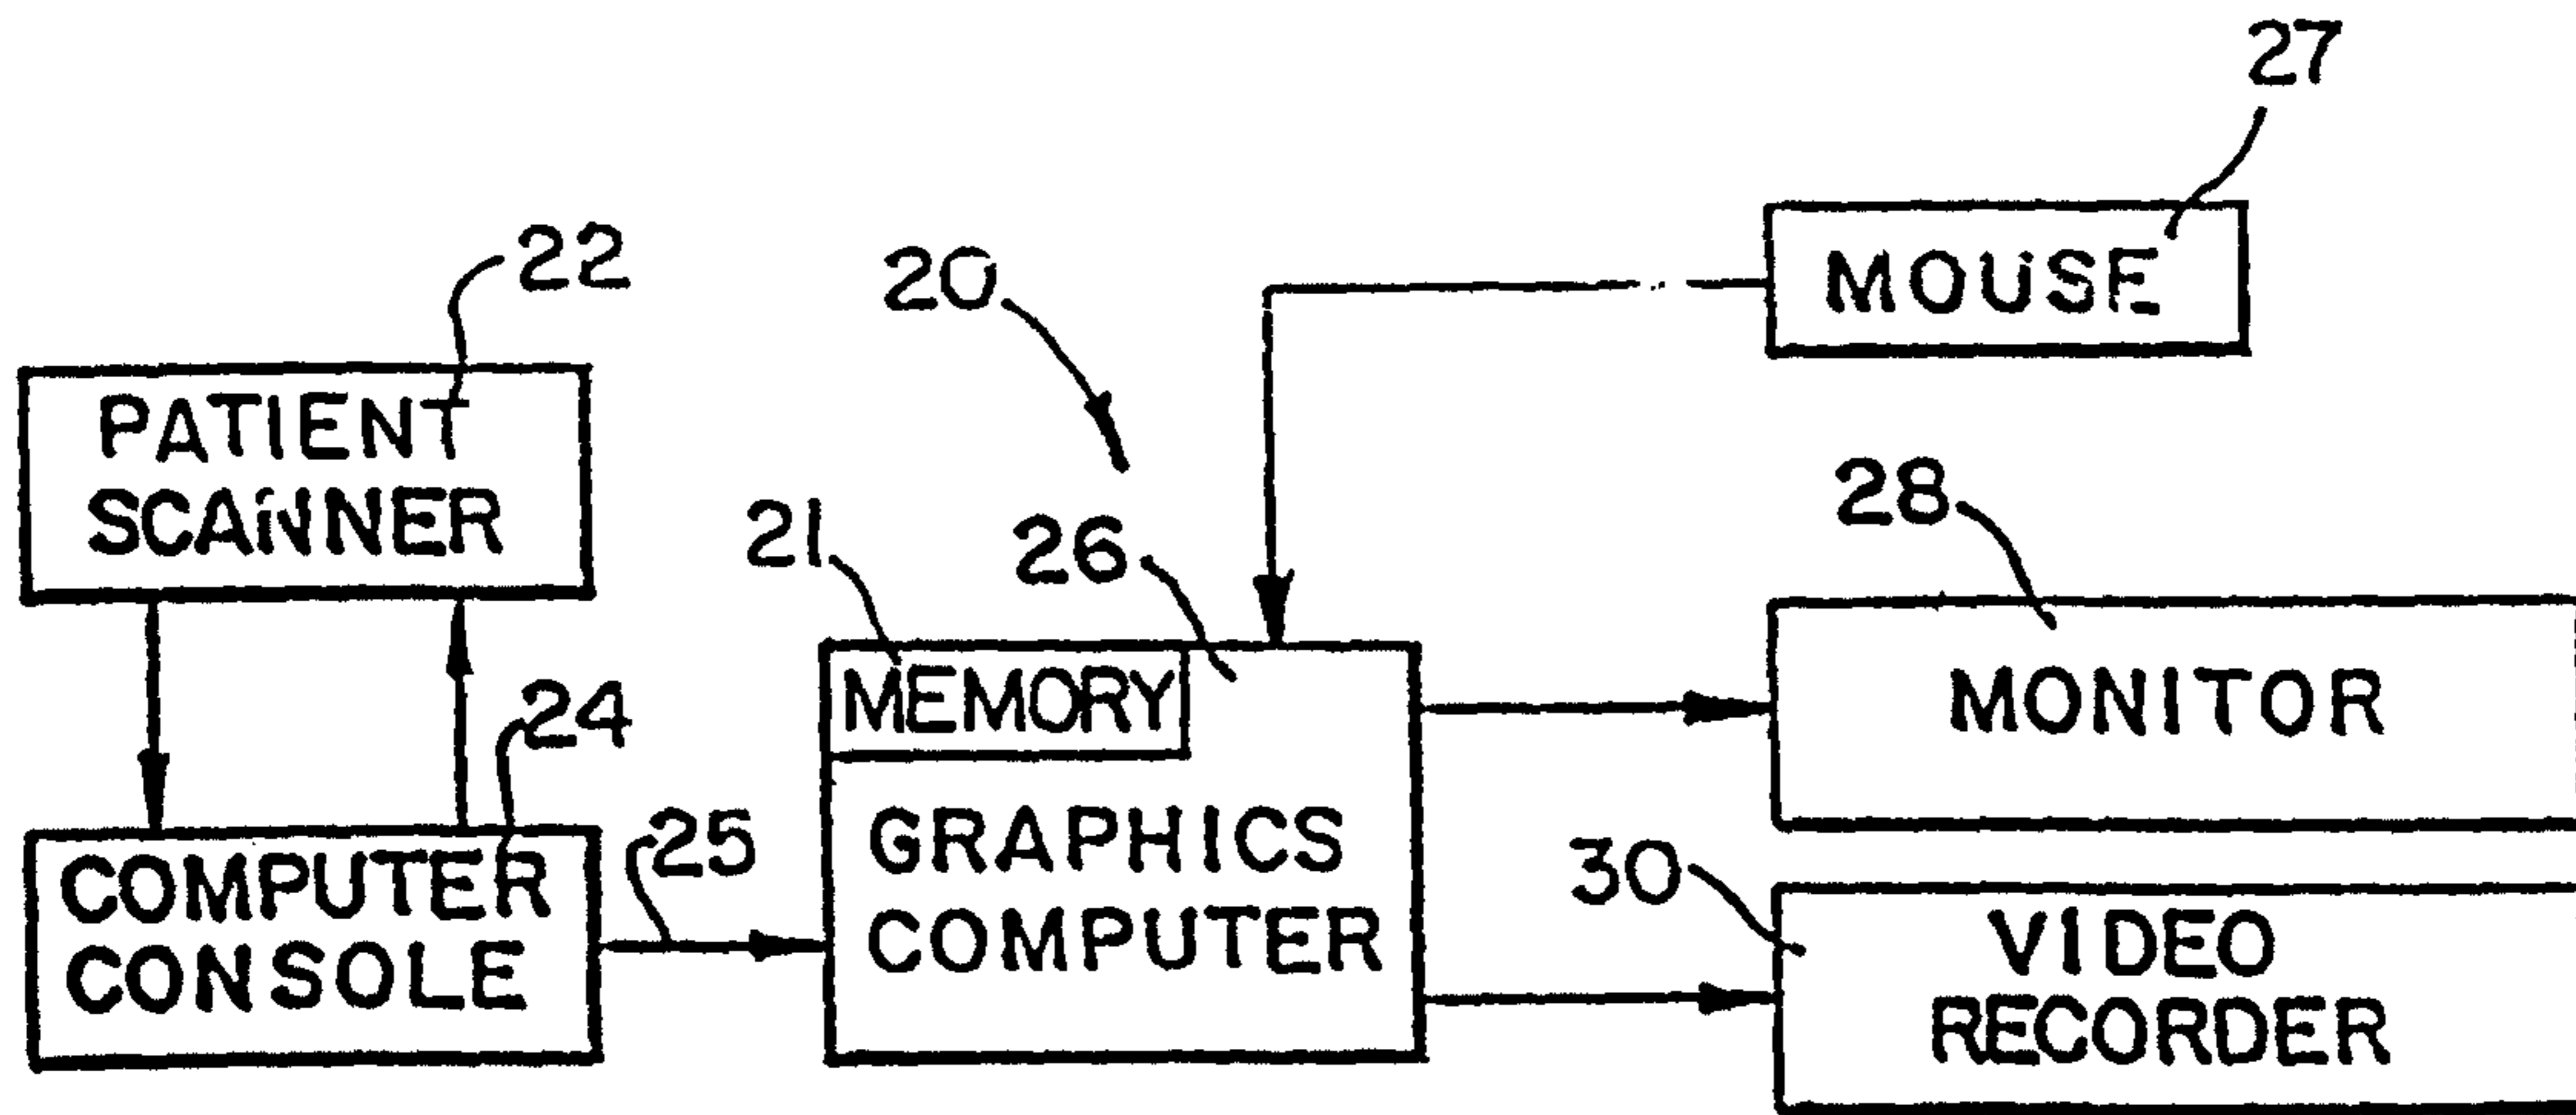 27
22
20
MOUSE
PATIENT
SCANNER
28
21
26
MEMORY
MONITOR
24
25
GRAPHICS
COMPUTER
30
COMPUTER
CONSOLE
VIDEO
RECORDER